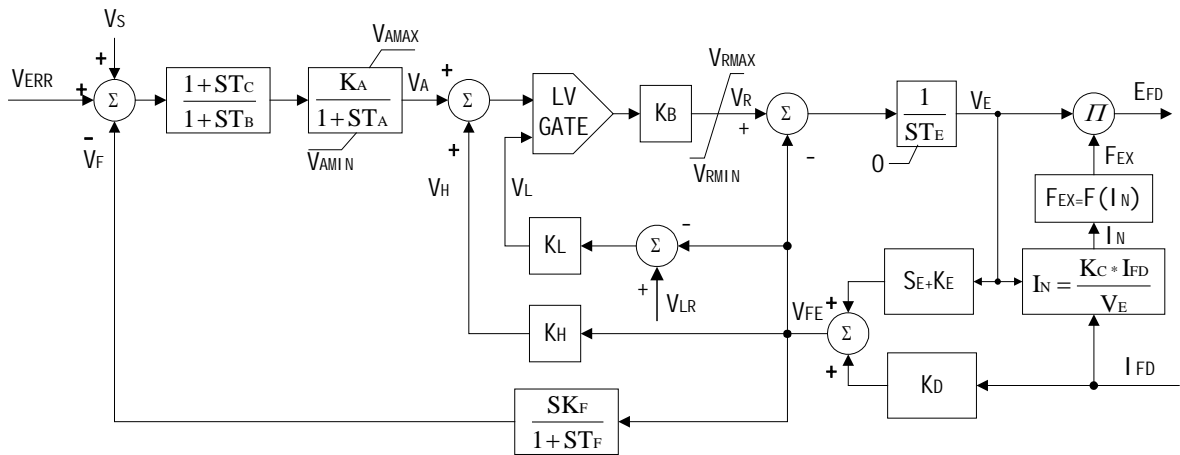 VS
VERR
+
+
Σ
-
VF
1+STC
1+STB
VAMAX
KA
1+STA
VAMIN
VA
+
Σ
+
VH
LV
GATE
VL
KB
VRMAX
VR
VRMIN
+
Σ
-
1
STE
0
VE
Π
EFD
FEX
FEX=F(IN)
IN
IN = KC * IFD
VE
KL
Σ
-
+
VLR
KH
VFE
+
Σ
+
SE+KE
KD
IFD
SKF
1+STF